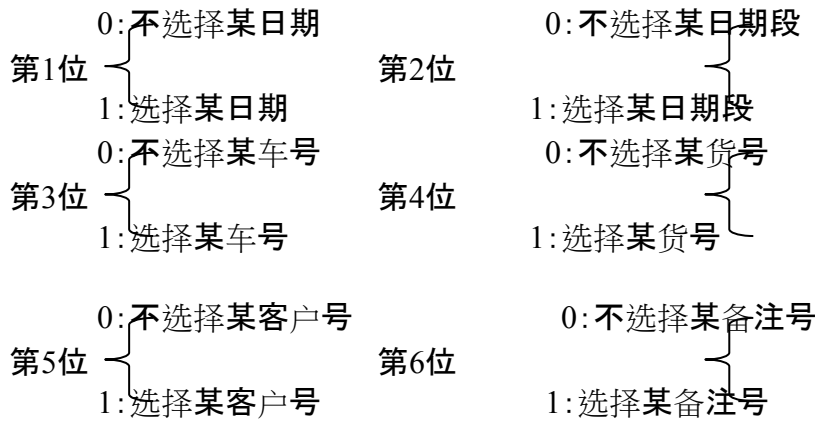 0:不选择某日期 0:不选择某日期段
第1位 第2位
1:选择某日期 1:选择某日期段
0:不选择某车号 0:不选择某货号
第3位 第4位
1:选择某车号 1:选择某货号
0:不选择某客户号 0:不选择某备注号
第5位 第6位
1:选择某客户号 1:选择某备注号